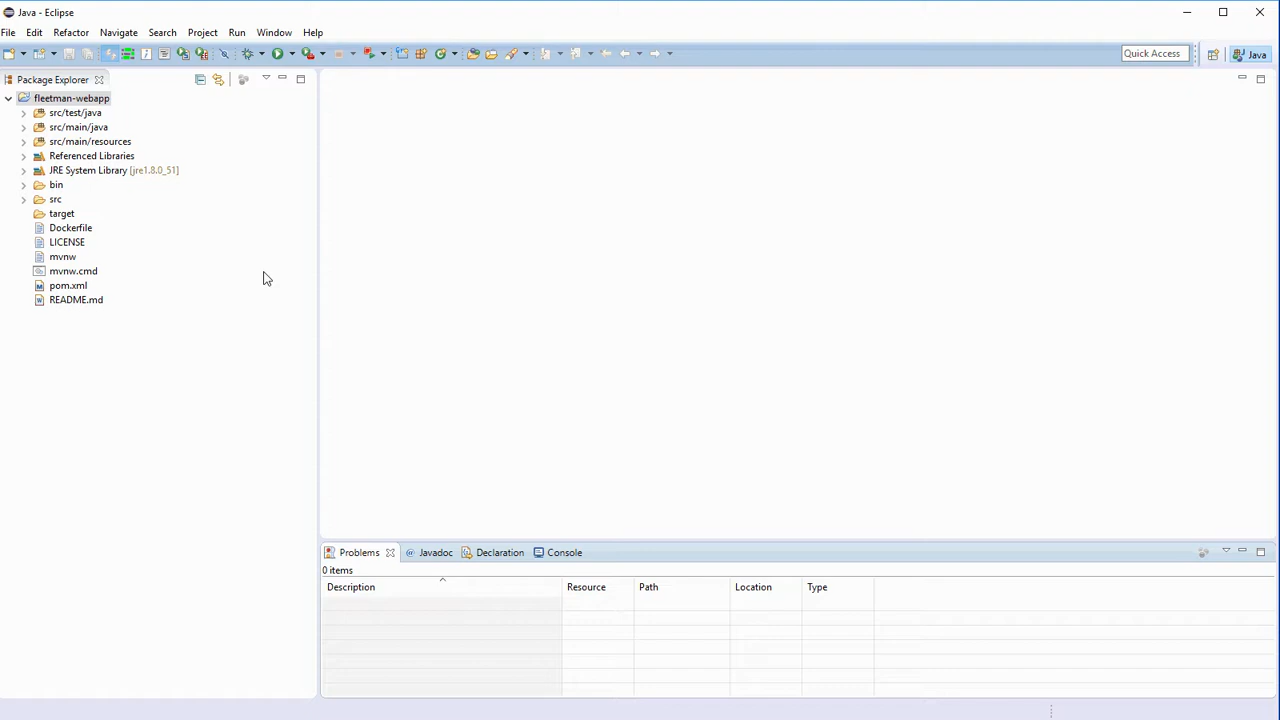 Java - Eclipse
File Edit Refactor Navigate Search Project Run Window Help
Quick Access
Java
Package Explorer
fleetman-webapp
src/test/java
src/main/java
src/main/resources
Referenced Libraries
JRE System Library [jre1.8.0_51]
bin
src
target
Dockerfile
LICENSE
mvnw
mvnw.cmd
pom.xml
README.md
Problems Javadoc Declaration Console
0 items
Description Resource Path Location Type